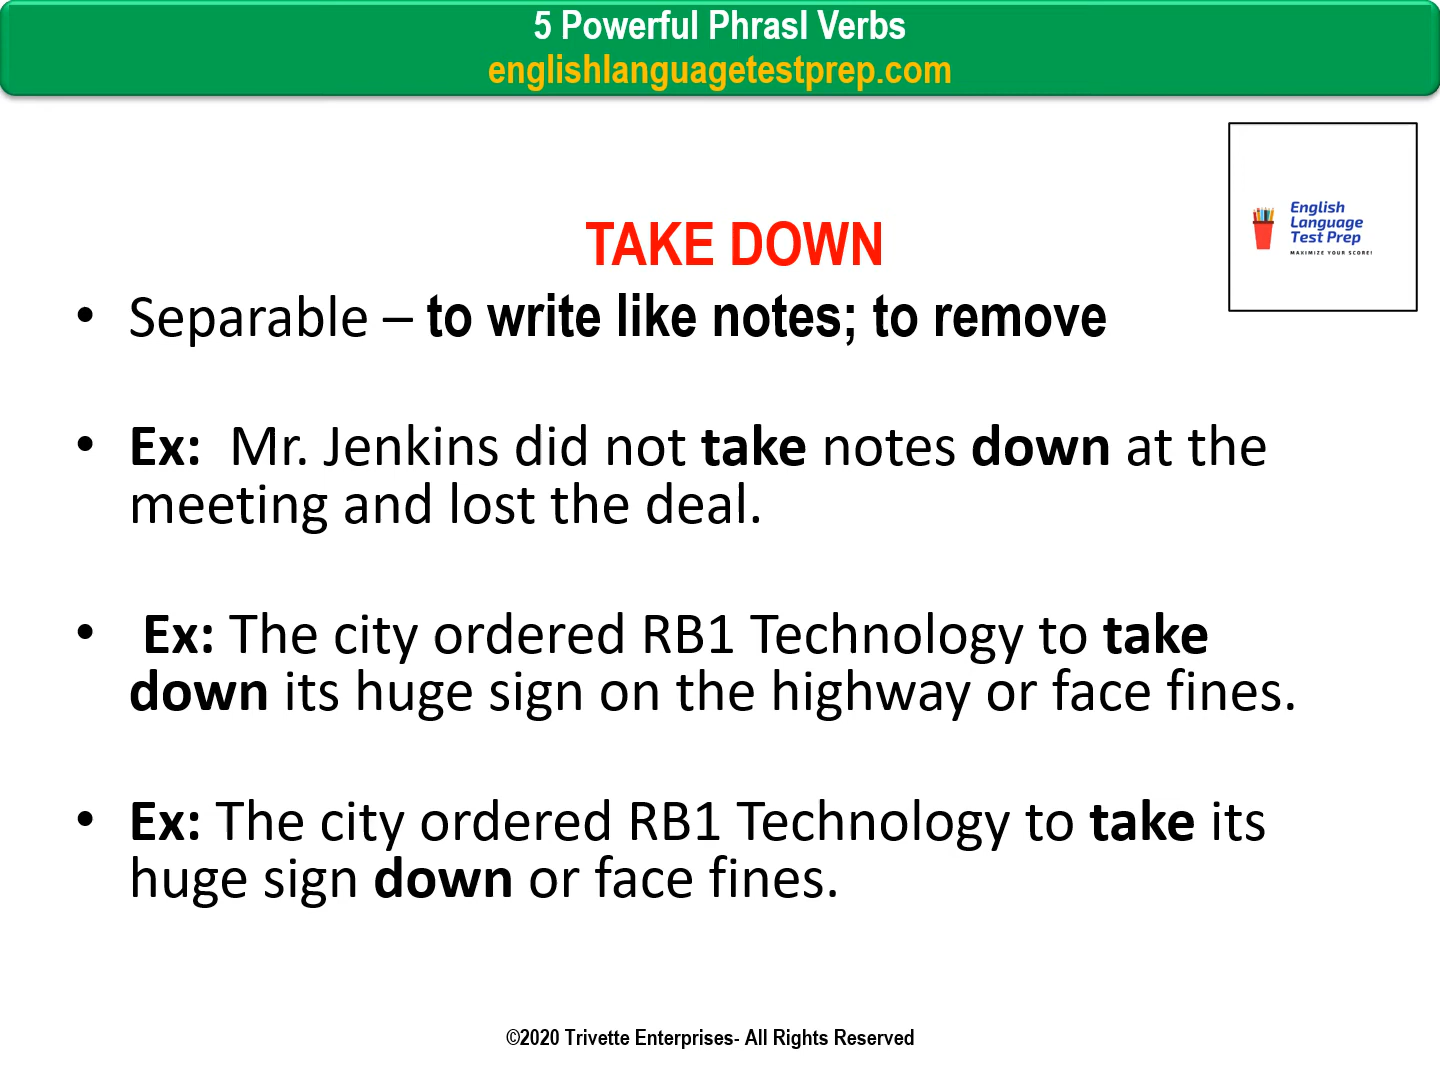 5 Powerful Phrasl Verbs
englishlanguagetestprep.com
English
Language
Test Prep
MAXIMIZE YOUR SCORE!
TAKE DOWN
• Separable – to write like notes; to remove
• Ex: Mr. Jenkins did not take notes down at the
meeting and lost the deal.
• Ex: The city ordered RB1 Technology to take
down its huge sign on the highway or face fines.
• Ex: The city ordered RB1 Technology to take its
huge sign down or face fines.
©2020 Trivette Enterprises- All Rights Reserved